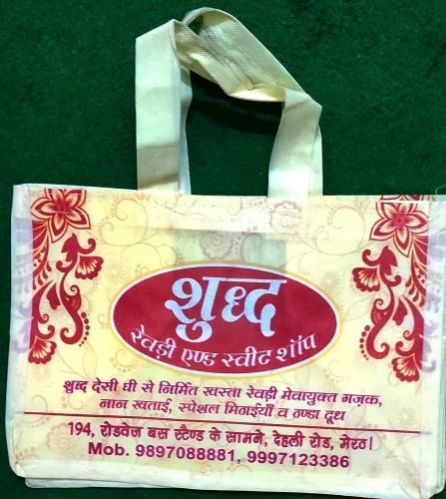 शुध्द
रेवड़ी एण्ड स्वीट शॉप
शुध्द देसी घी से निर्मित खस्ता रेवड़ी मेवायुक्त गज़क,
नान खताई, स्पेशल मिठाईयाँ व ठण्डा दूध
194, रोडवेज बस स्टैण्ड के सामने, देहली रोड, मेरठ।
Mob. 9897088881, 9997123386